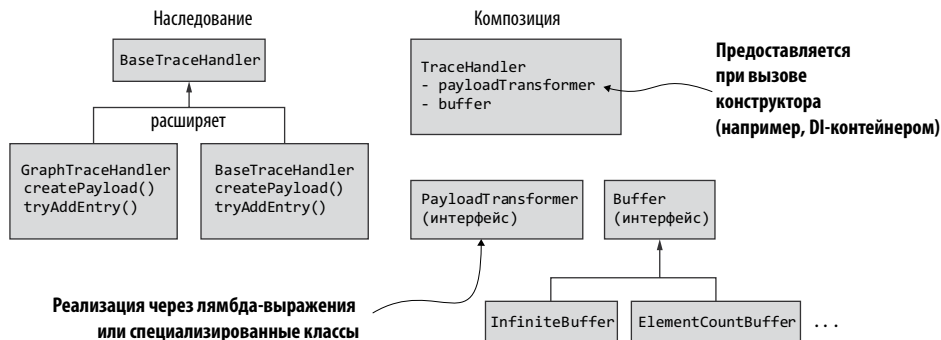 Наследование
BaseTraceHandler
расширяет
GraphTraceHandler
createPayload()
tryAddEntry()
BaseTraceHandler
createPayload()
tryAddEntry()
Композиция
TraceHandler
- payloadTransformer
- buffer
Предоставляется
при вызове
конструктора
(например, DI-контейнером)
PayloadTransformer
(интерфейс)
Buffer
(интерфейс)
Реализация через лямбда-выражения
или специализированные классы
InfiniteBuffer
ElementCountBuffer
...